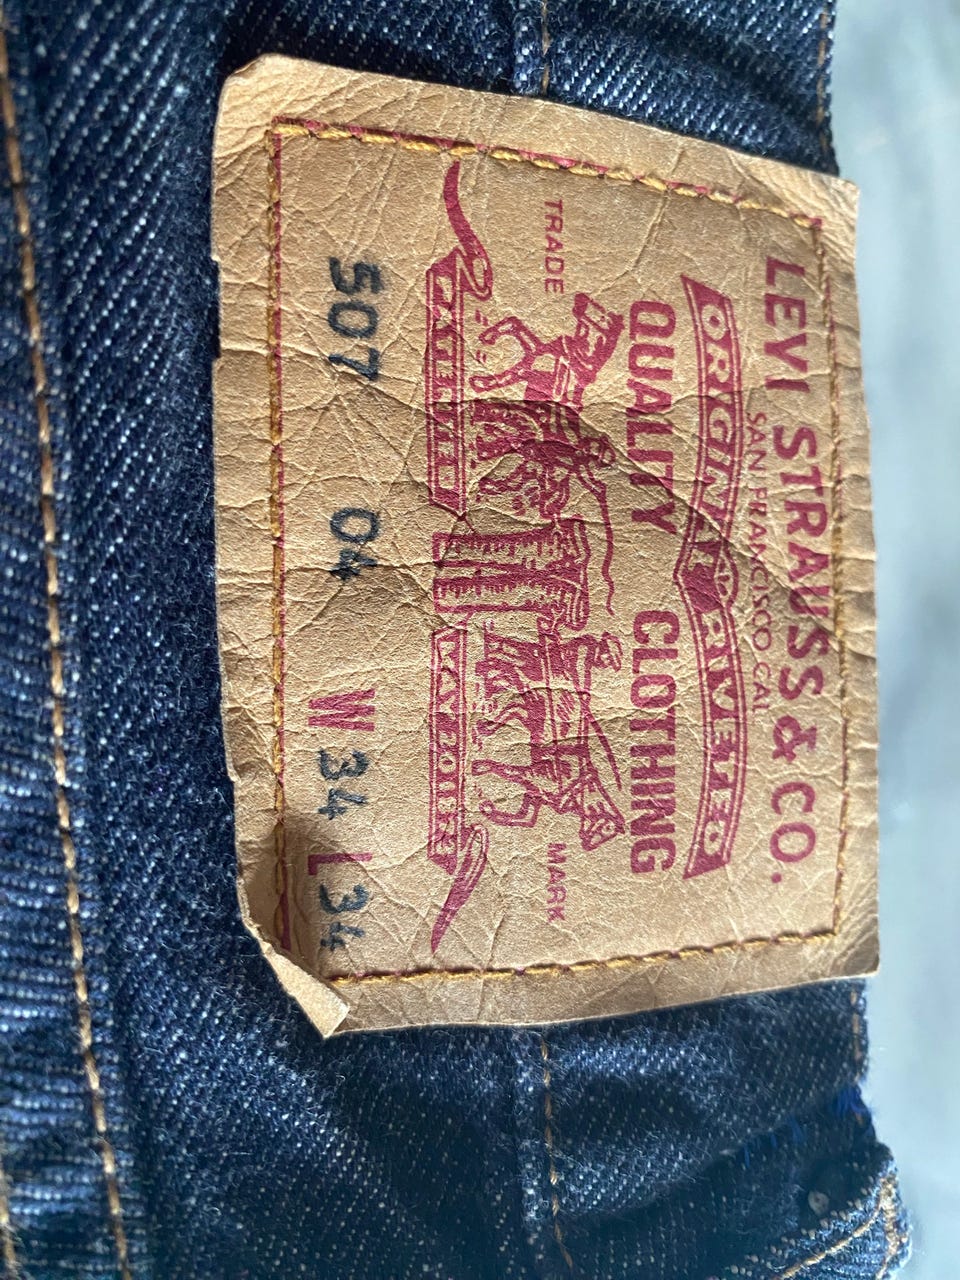 LEVI STRAUSS & CO.
SAN FRANCISCO CAL
ORIGINAL RIVETED
QUALITY CLOTHING
TRADE MARK
507 04 W 34 L 34